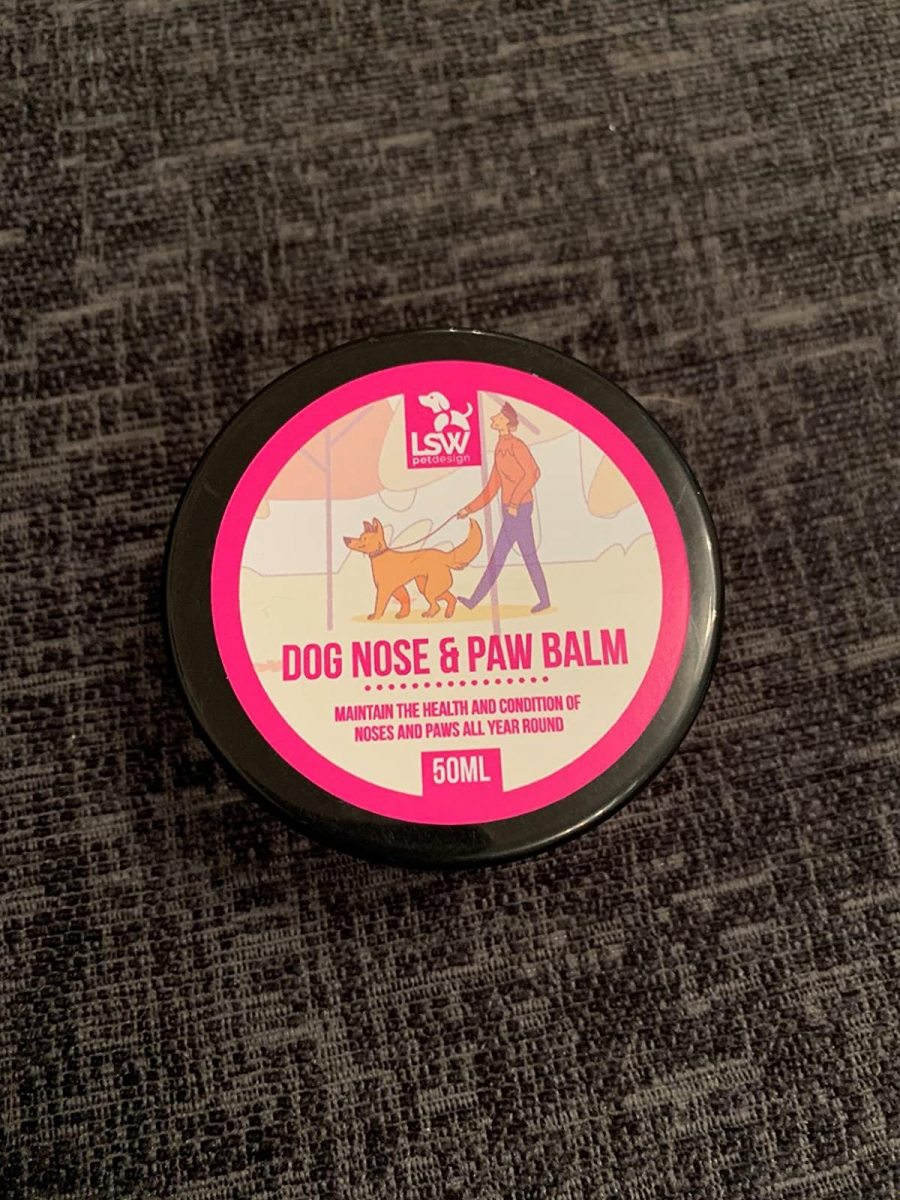 LSW
petdesign
DOG NOSE & PAW BALM
MAINTAIN THE HEALTH AND CONDITION OF
NOSES AND PAWS ALL YEAR ROUND
50ML